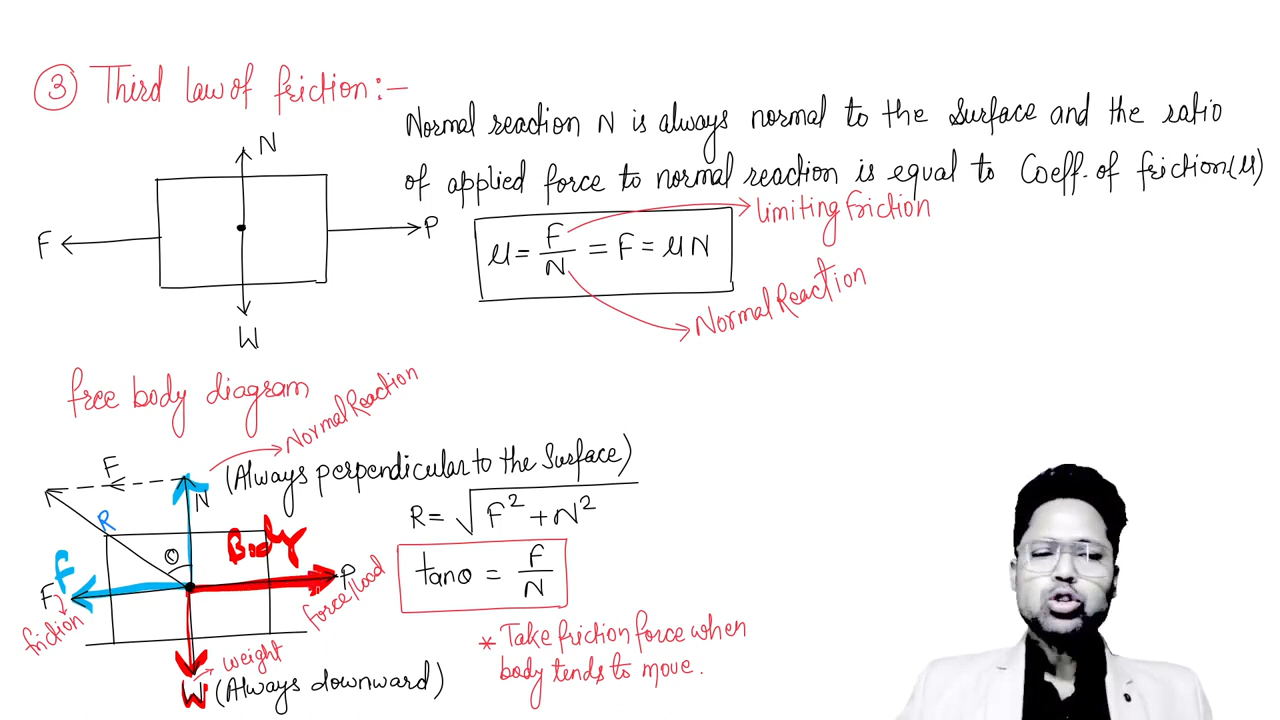 ③ Third law of friction:-
Normal reaction N is always normal to the surface and the ratio
of applied force to normal reaction is equal to Coeff. of friction(μ)
N
F
P
W
μ = F/N = F = μN
Limiting friction
Normal Reaction
free body diagram
Normal Reaction
F
N
(Always perpendicular to the Surface)
R
R = √F²+N²
θ
Body
f
F
P
tanθ = F/N
friction
force/load
* Take friction force when
body tends to move.
weight
W (Always downward)